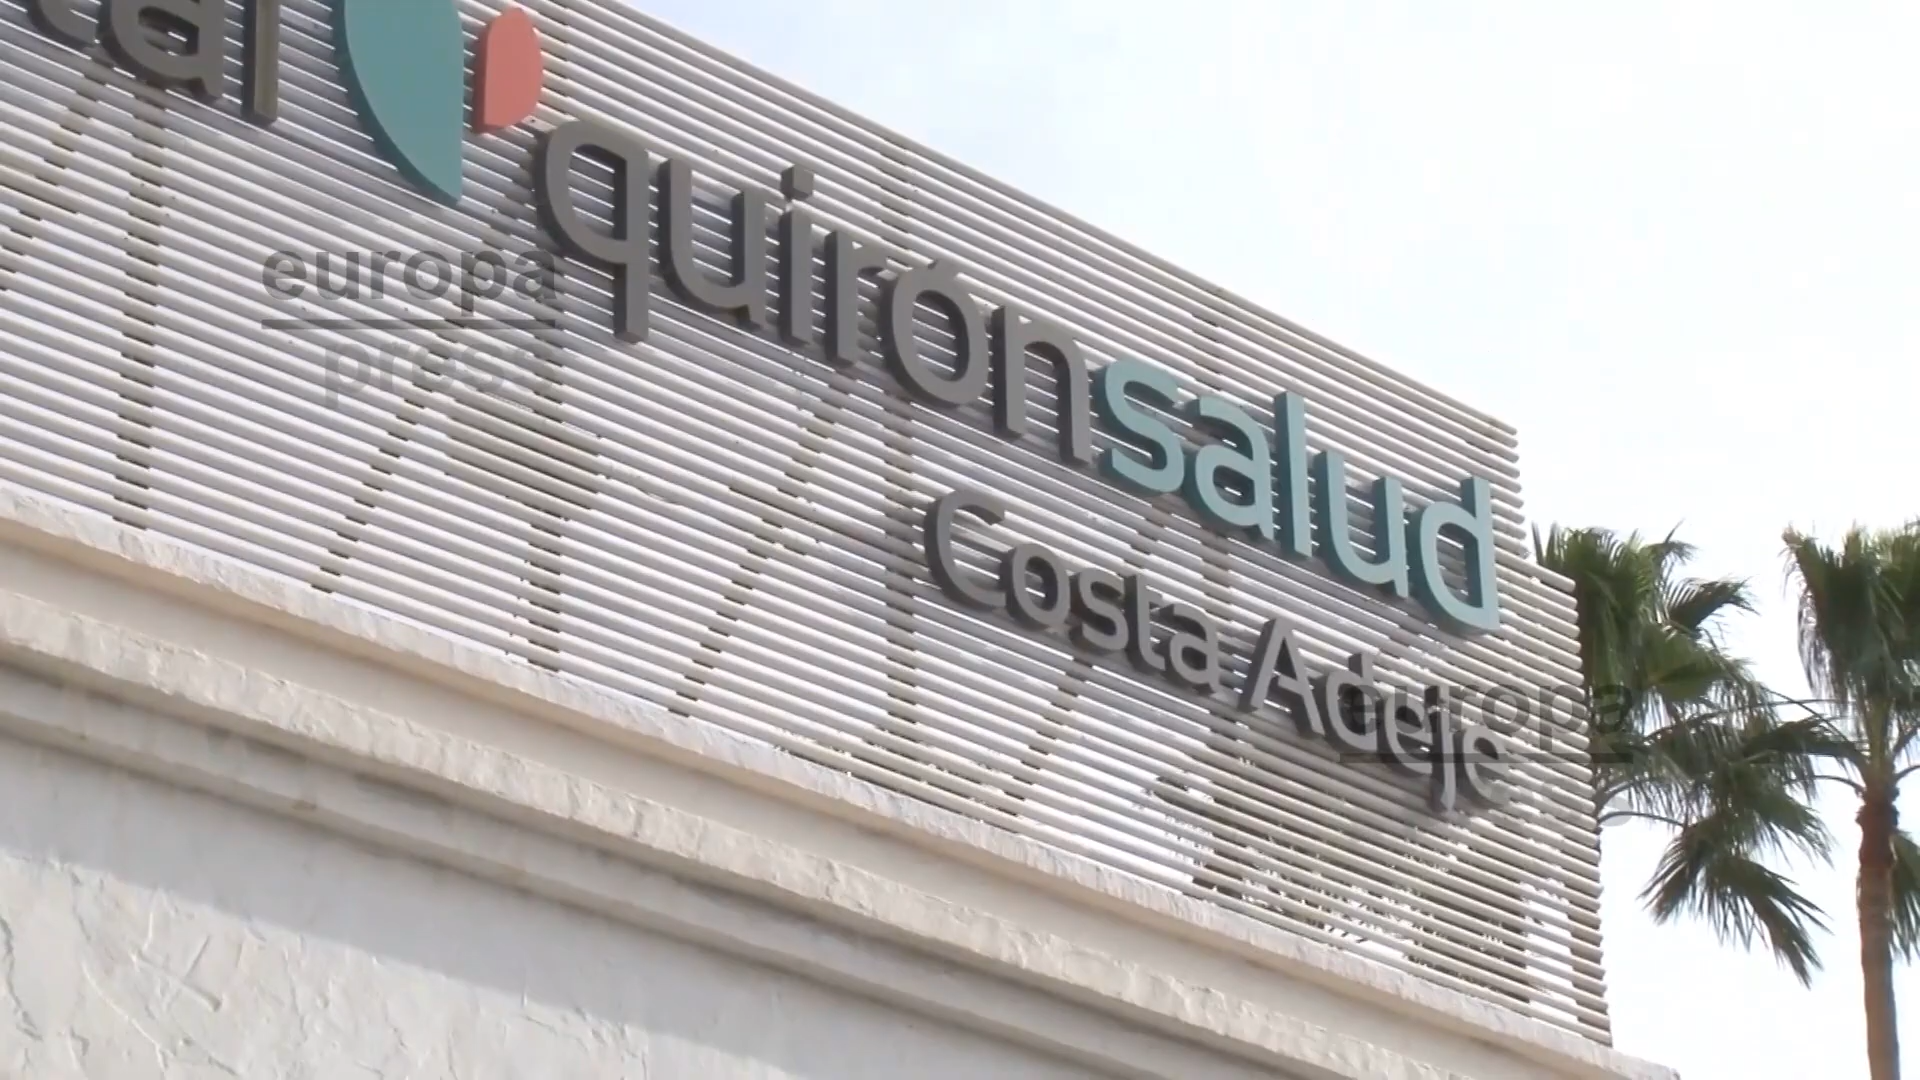 quirónsalud
Costa Adeje
europa
press
europa